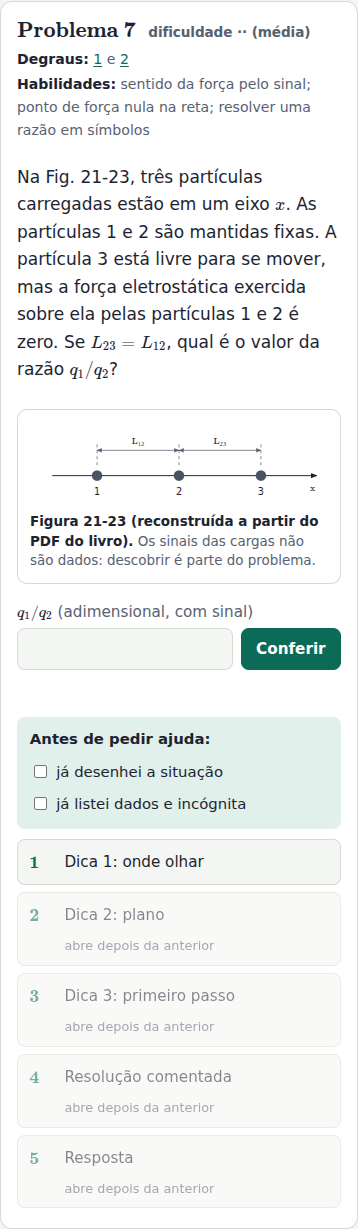 Problema 7 dificuldade ·· (média)
Degraus: 1 e 2
Habilidades: sentido da força pelo sinal;
ponto de força nula na reta; resolver uma
razão em símbolos
Na Fig. 21-23, três partículas
carregadas estão em um eixo x. As
partículas 1 e 2 são mantidas fixas. A
partícula 3 está livre para se mover,
mas a força eletrostática exercida
sobre ela pelas partículas 1 e 2 é
zero. Se L₂₃ = L₁₂, qual é o valor da
razão q₁/q₂?
L₁₂ L₂₃
1 2 3 x
Figura 21-23 (reconstruída a partir do
PDF do livro). Os sinais das cargas não
são dados: descobrir é parte do problema.
q₁/q₂ (adimensional, com sinal)
Conferir
Antes de pedir ajuda:
já desenhei a situação
já listei dados e incógnita
1 Dica 1: onde olhar
2 Dica 2: plano
abre depois da anterior
3 Dica 3: primeiro passo
abre depois da anterior
4 Resolução comentada
abre depois da anterior
5 Resposta
abre depois da anterior